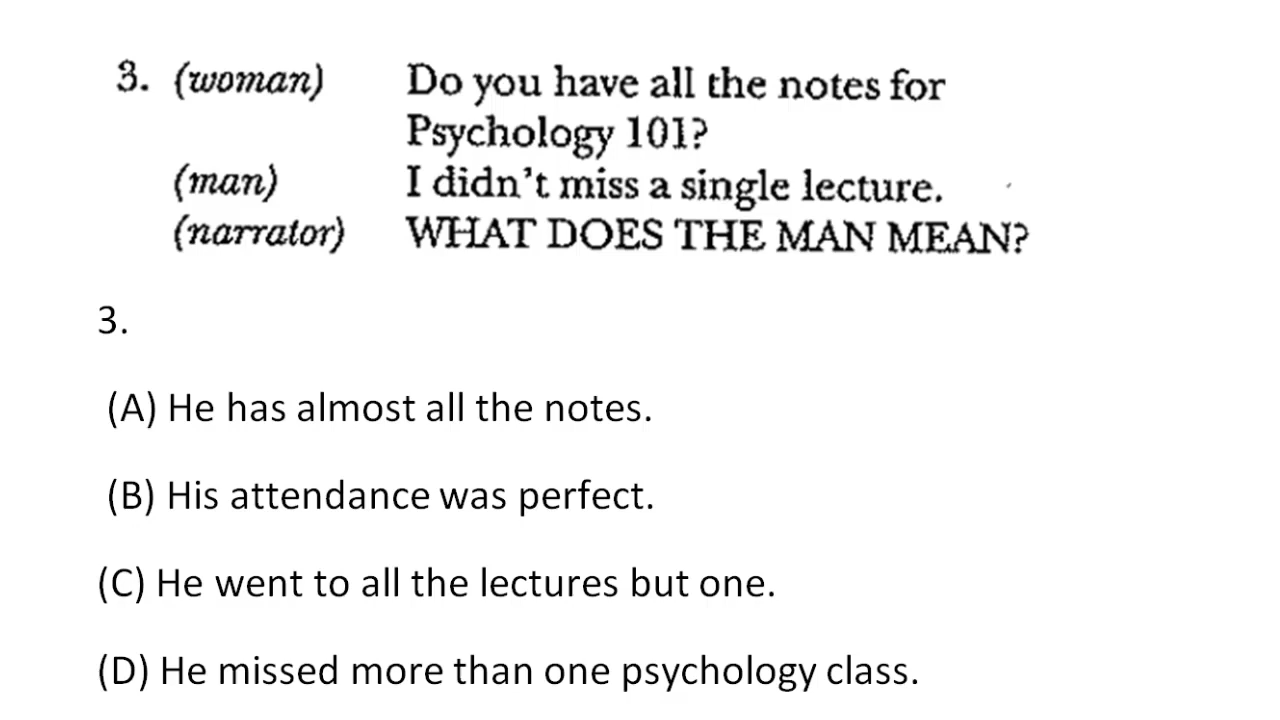 3. (woman) Do you have all the notes for
Psychology 101?
(man) I didn't miss a single lecture.
(narrator) WHAT DOES THE MAN MEAN?
3.
(A) He has almost all the notes.
(B) His attendance was perfect.
(C) He went to all the lectures but one.
(D) He missed more than one psychology class.